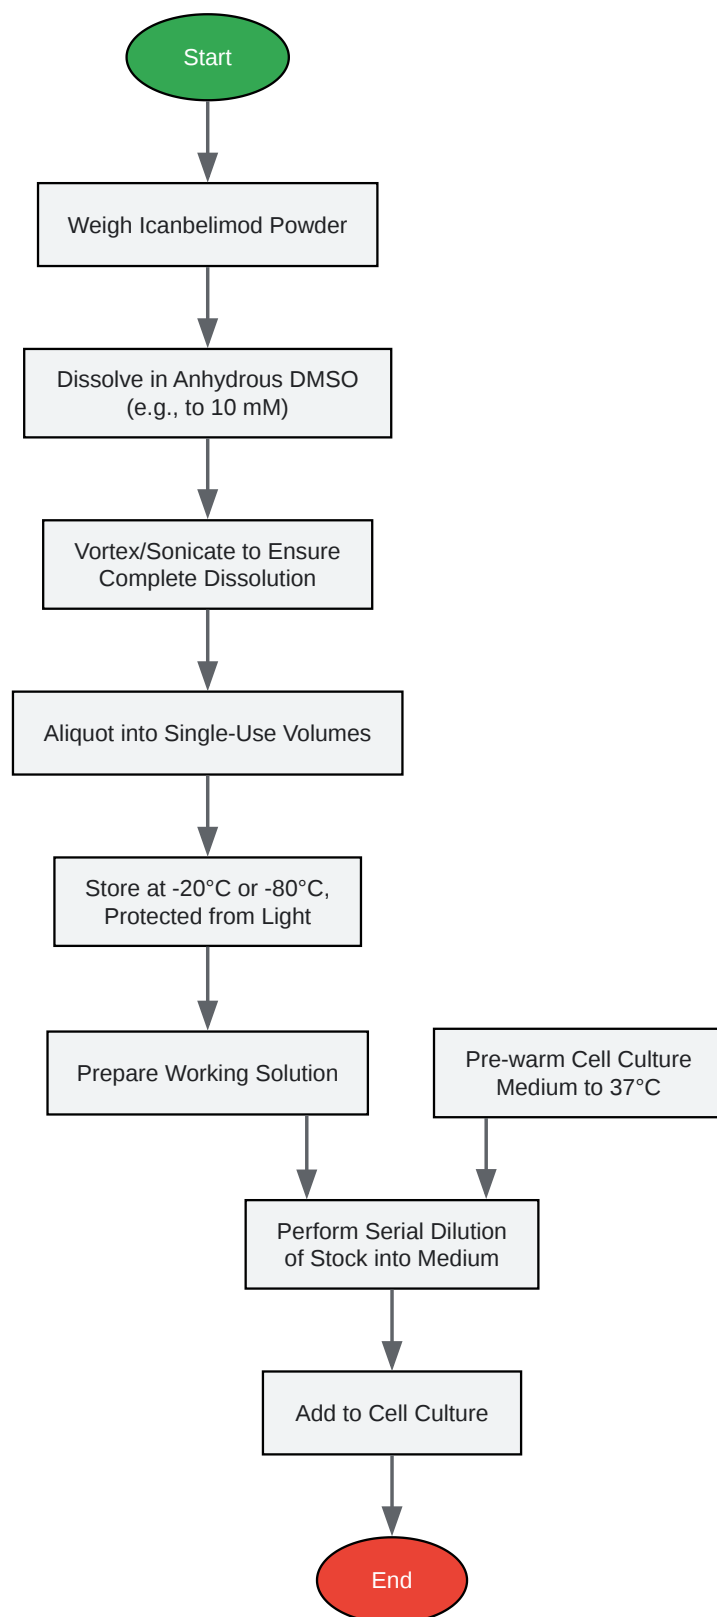 Start
Weigh Icanbelimod Powder
Dissolve in Anhydrous DMSO
(e.g., to 10 mM)
Vortex/Sonicate to Ensure
Complete Dissolution
Aliquot into Single-Use Volumes
Store at -20°C or -80°C,
Protected from Light
Prepare Working Solution
Pre-warm Cell Culture
Medium to 37°C
Perform Serial Dilution
of Stock into Medium
Add to Cell Culture
End